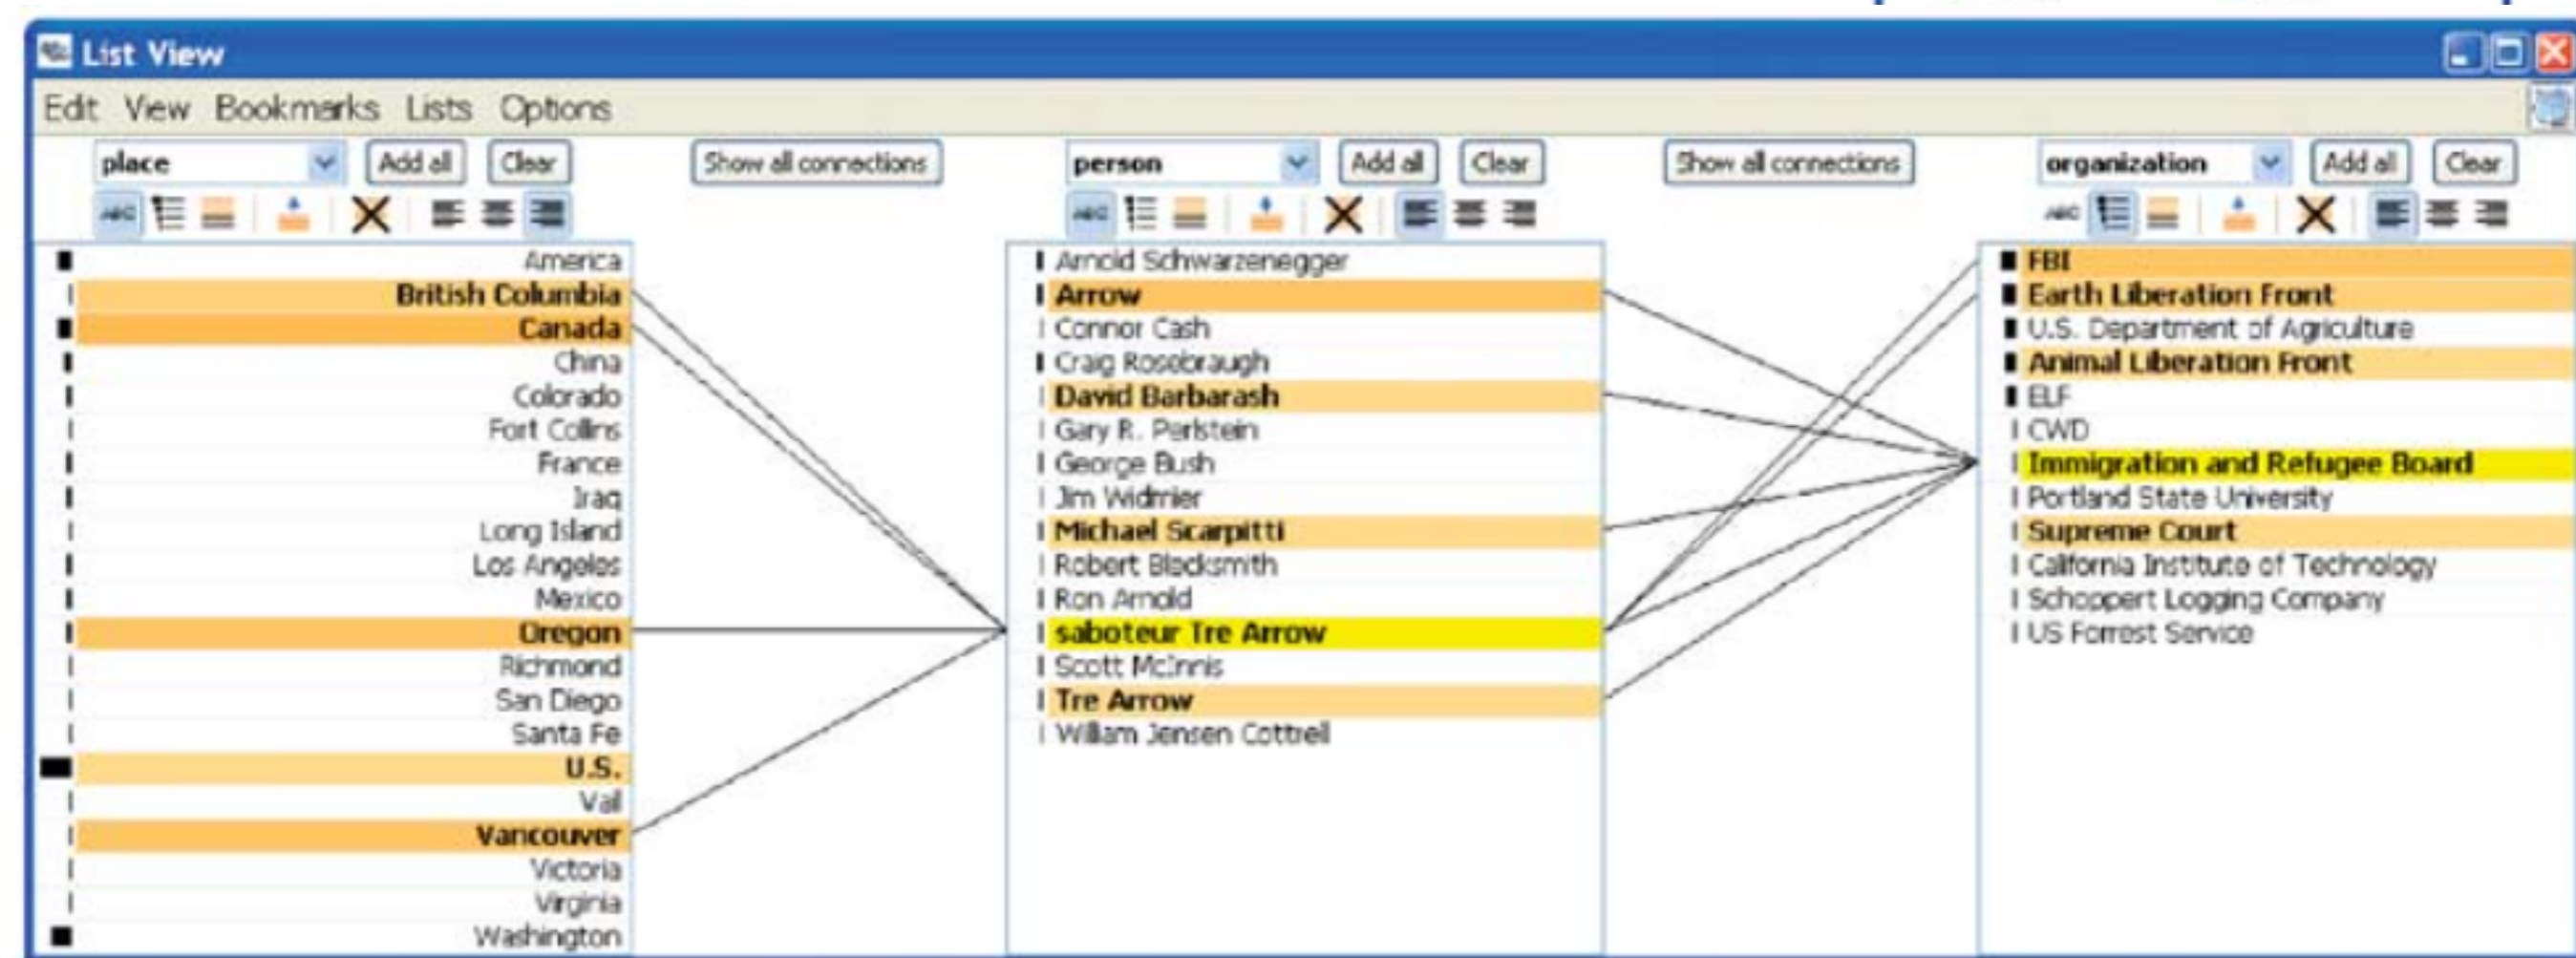 List View
Edit View Bookmarks Lists Options
place Add all Clear Show all connections person Add all Clear Show all connections organization Add all Clear
ABC ABC ABC
America
British Columbia
Canada
China
Colorado
Fort Collins
France
Iraq
Long Island
Los Angeles
Mexico
Oregon
Richmond
San Diego
Santa Fe
U.S.
Vail
Vancouver
Victoria
Virginia
Washington
Arnold Schwarzenegger
Arrow
Connor Cash
Craig Rosebraugh
David Barbarash
Gary R. Perlstein
George Bush
Jim Widmier
Michael Scarpitti
Robert Blecksmith
Ron Arnold
saboteur Tre Arrow
Scott McInnis
Tre Arrow
William Jensen Cottrell
FBI
Earth Liberation Front
U.S. Department of Agriculture
Animal Liberation Front
ELF
CWD
Immigration and Refugee Board
Portland State University
Supreme Court
California Institute of Technology
Schoppert Logging Company
US Forrest Service